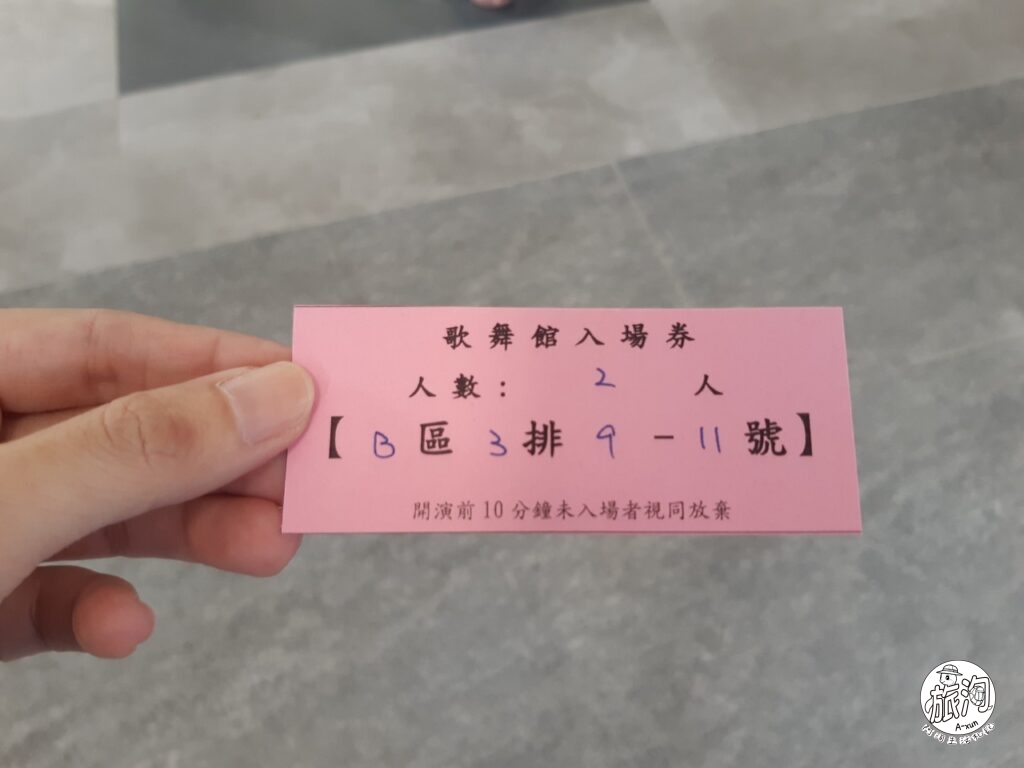 歌舞館入場券
人數： 2 人
【B區3排9-11號】
開演前10分鐘未入場者視同放棄
旅淘
A-xun